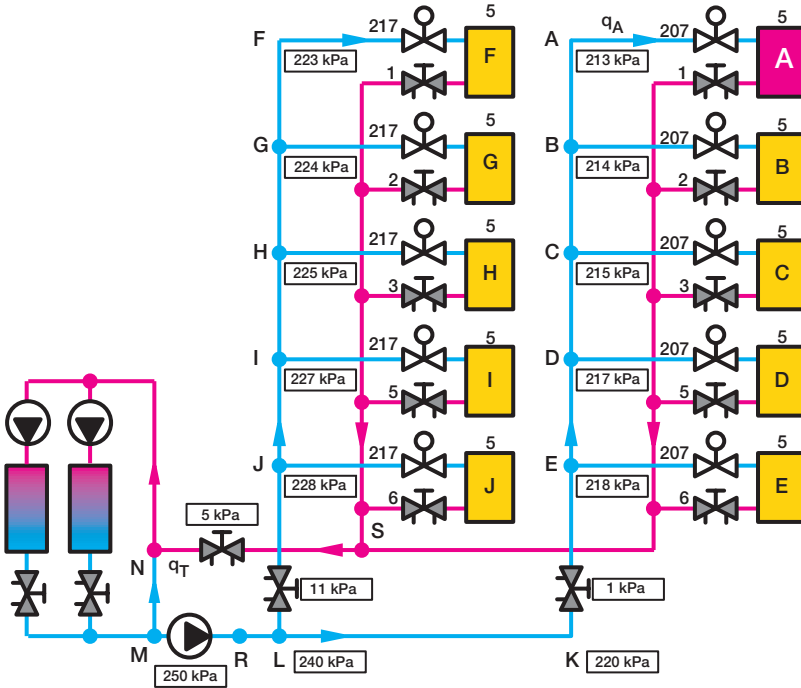 F 217 5
F
223 kPa
1
G 217 5
G
224 kPa
2
H 217 5
H
225 kPa
3
I 217 5
I
227 kPa
5
J 217 5
J
228 kPa
6
A qA 207 5
A
213 kPa
1
B 207 5
B
214 kPa
2
C 207 5
C
215 kPa
3
D 207 5
D
217 kPa
5
E 207 5
E
218 kPa
6
5 kPa
S
N qT
11 kPa
1 kPa
M
250 kPa
R
L 240 kPa
K 220 kPa